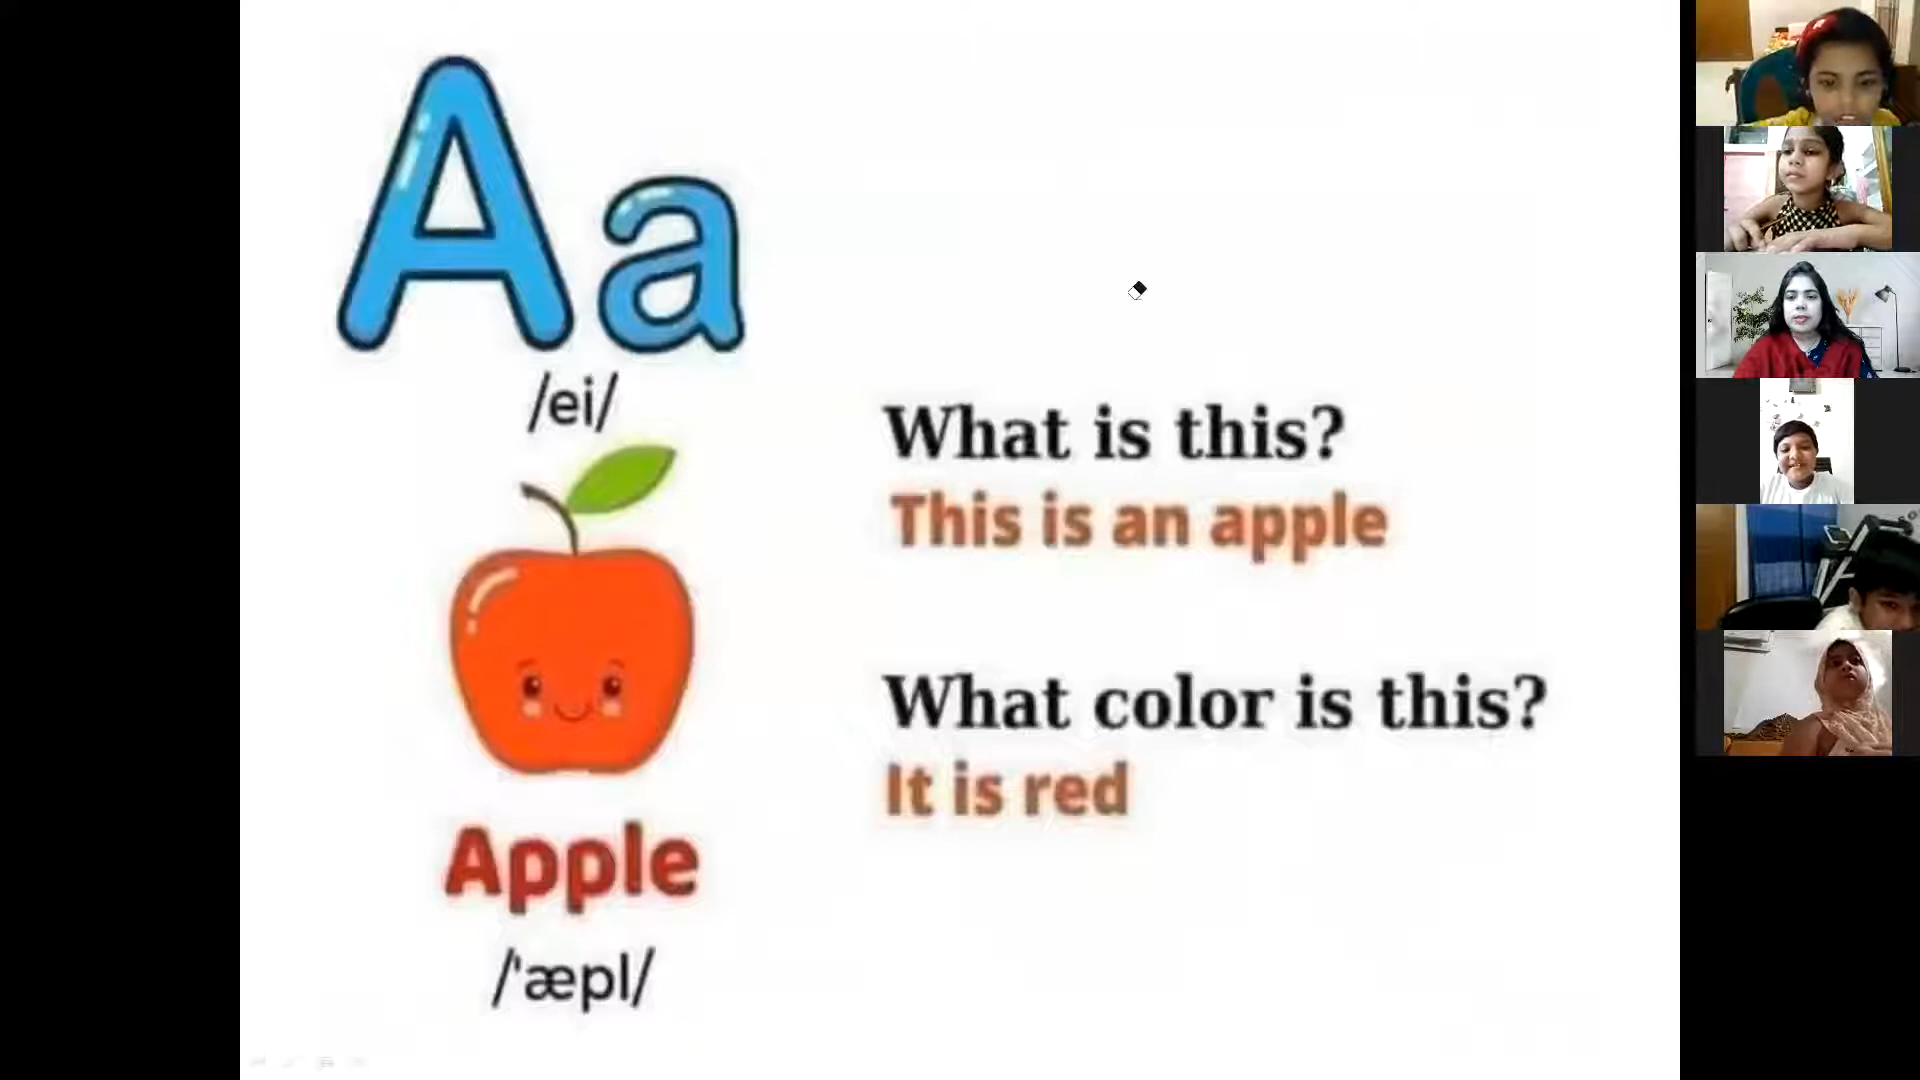 Aa
/ei/
What is this?
This is an apple
What color is this?
It is red
Apple
/'æpl/